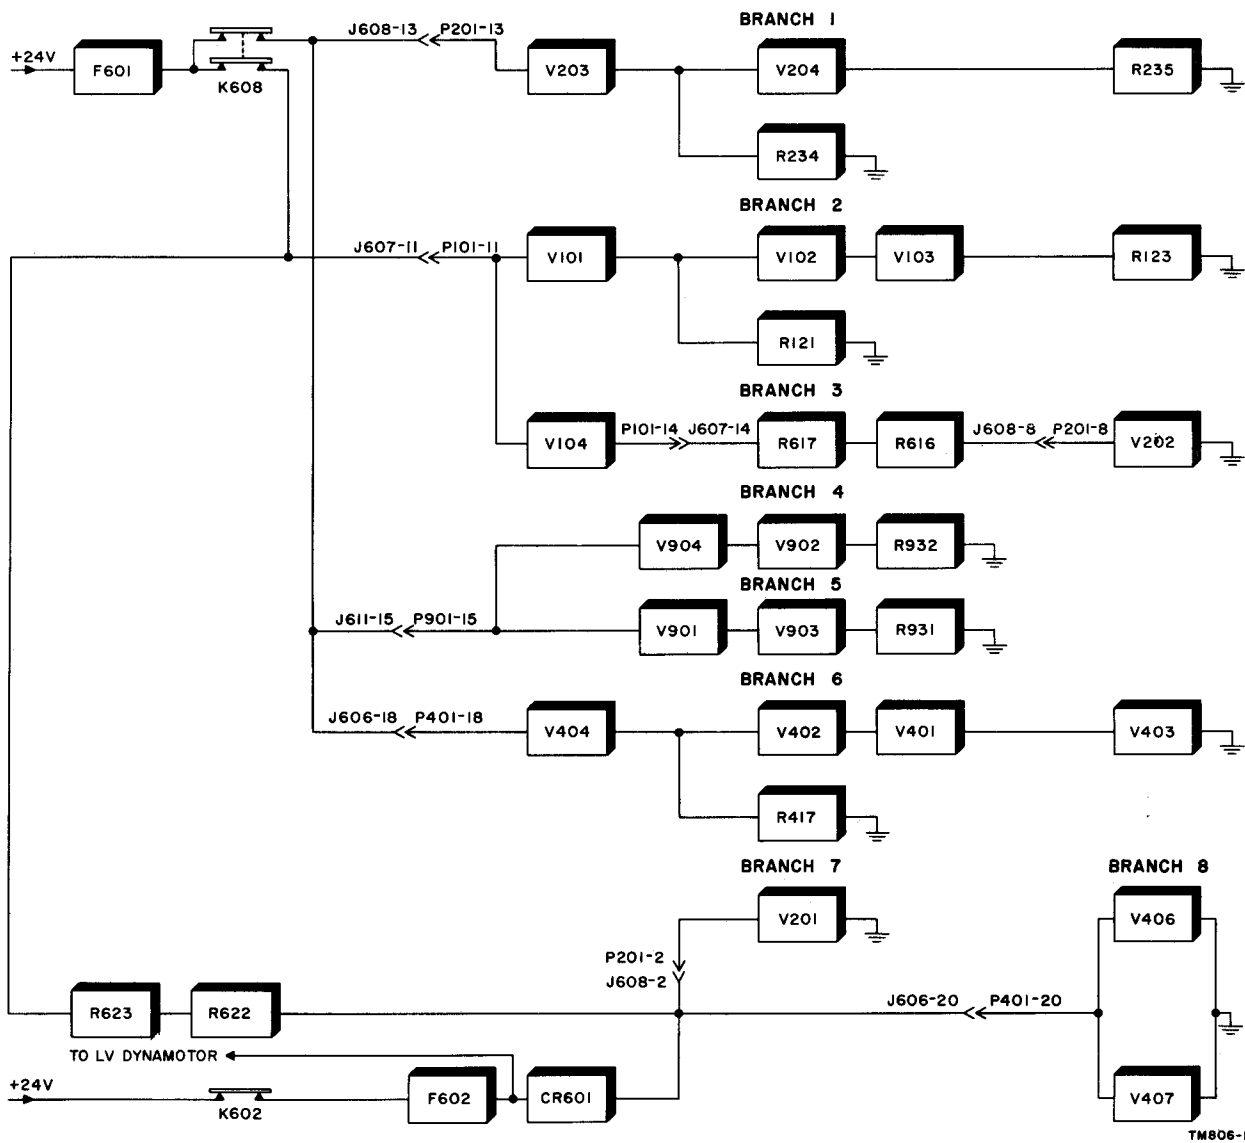 BRANCH 1
J608-13 P201-13
+24V
F601
K608
V203
V204
R235
R234
BRANCH 2
J607-11 P101-11
V101
V102
V103
R123
R121
BRANCH 3
V104
P101-14 J607-14
R617
R616
J608-8 P201-8
V202
BRANCH 4
V904
V902
R932
BRANCH 5
J611-15 P901-15
V901
V903
R931
BRANCH 6
J606-18 P401-18
V404
V402
V401
V403
R417
BRANCH 7
BRANCH 8
V201
V406
P201-2
J608-2
R623
R622
J606-20 P401-20
TO LV DYNAMOTOR
+24V
K602
F602
CR601
V407